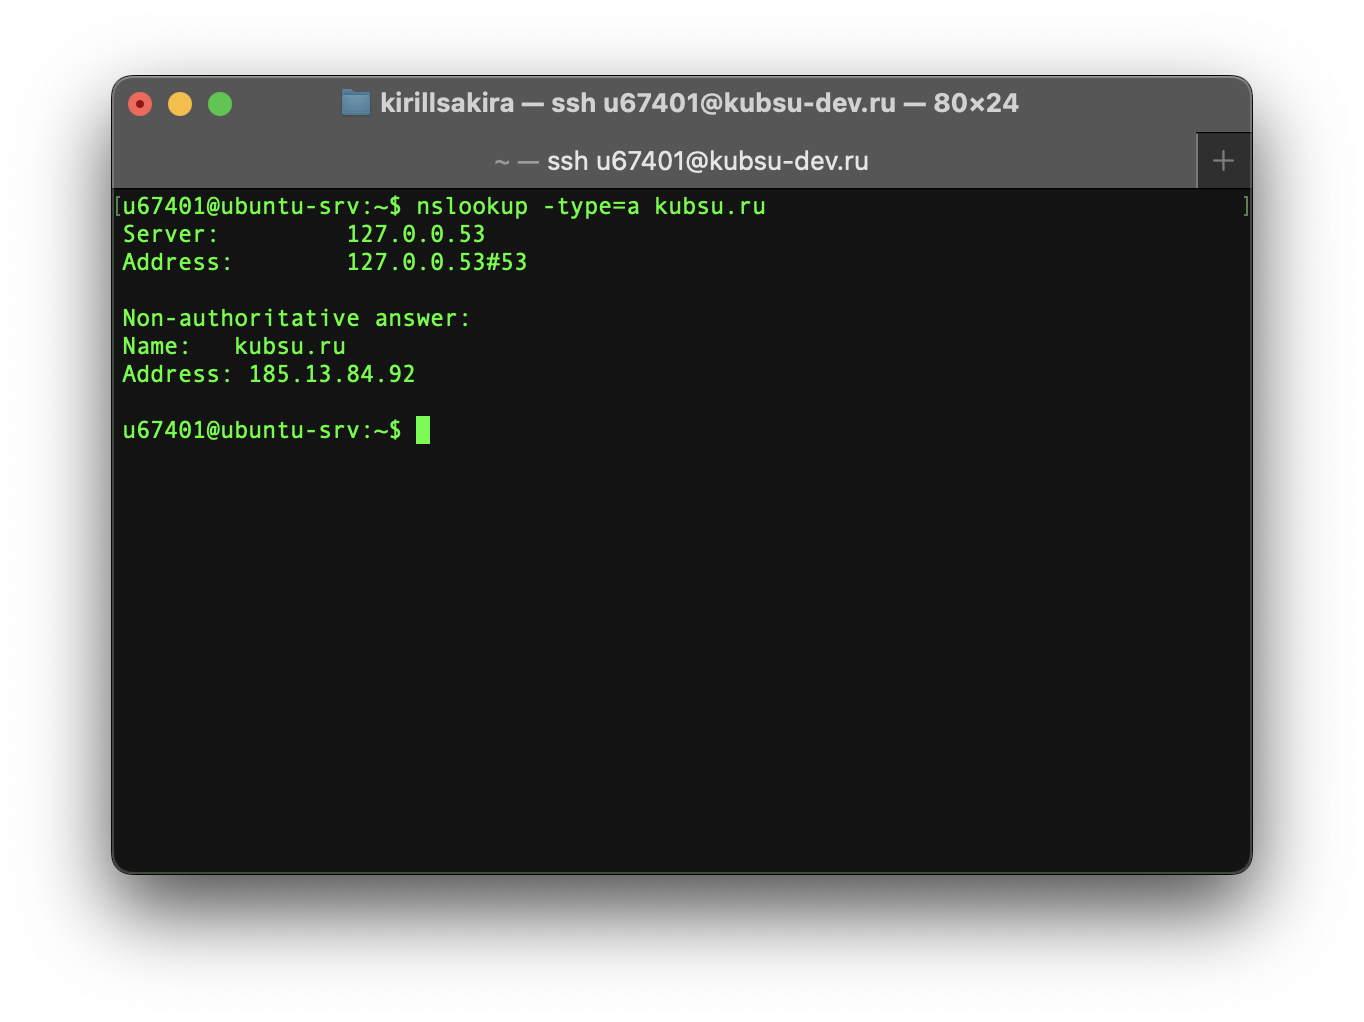 kirillsakira — ssh u67401@kubsu-dev.ru — 80×24
~ — ssh u67401@kubsu-dev.ru +
[u67401@ubuntu-srv:~$ nslookup -type=a kubsu.ru ]
Server:         127.0.0.53
Address:        127.0.0.53#53
Non-authoritative answer:
Name:   kubsu.ru
Address: 185.13.84.92
u67401@ubuntu-srv:~$